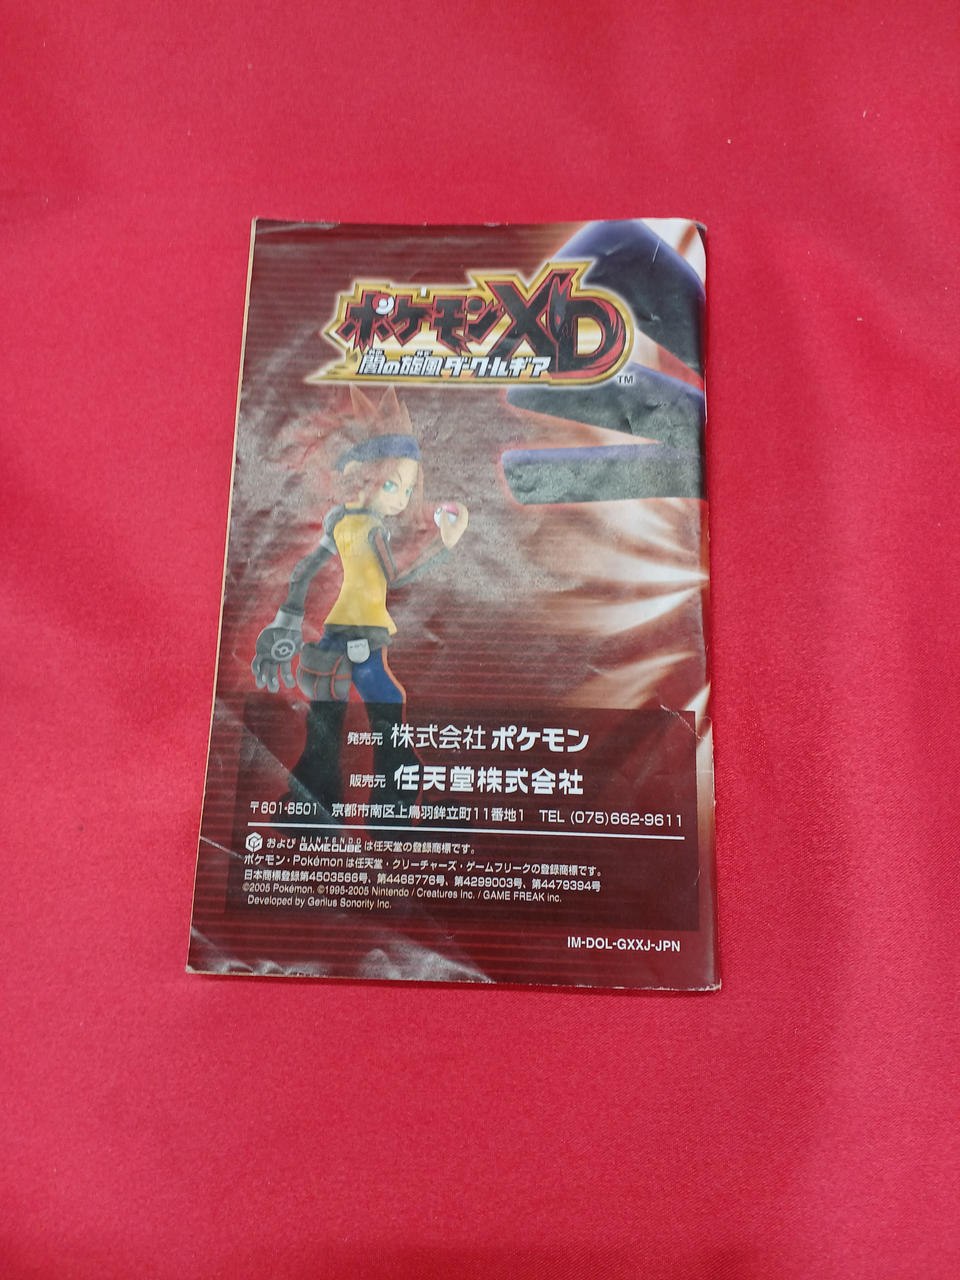 ポケモンXD
闇の旋風ダーク・ルギア
TM
発売元 株式会社 ポケモン
販売元 任天堂株式会社
〒601-8501 京都市南区上鳥羽鉾立町11番地1 TEL (075)662-9611
および NINTENDO GAMECUBE は任天堂の登録商標です。
ポケモン・Pokémonは任天堂・クリーチャーズ・ゲームフリークの登録商標です。
日本商標登録第4503566号、第4468776号、第4299003号、第4479394号
©2005 Pokémon. ©1995-2005 Nintendo / Creatures Inc. / GAME FREAK inc.
Developed by Genius Sonority Inc.
IM-DOL-GXXJ-JPN